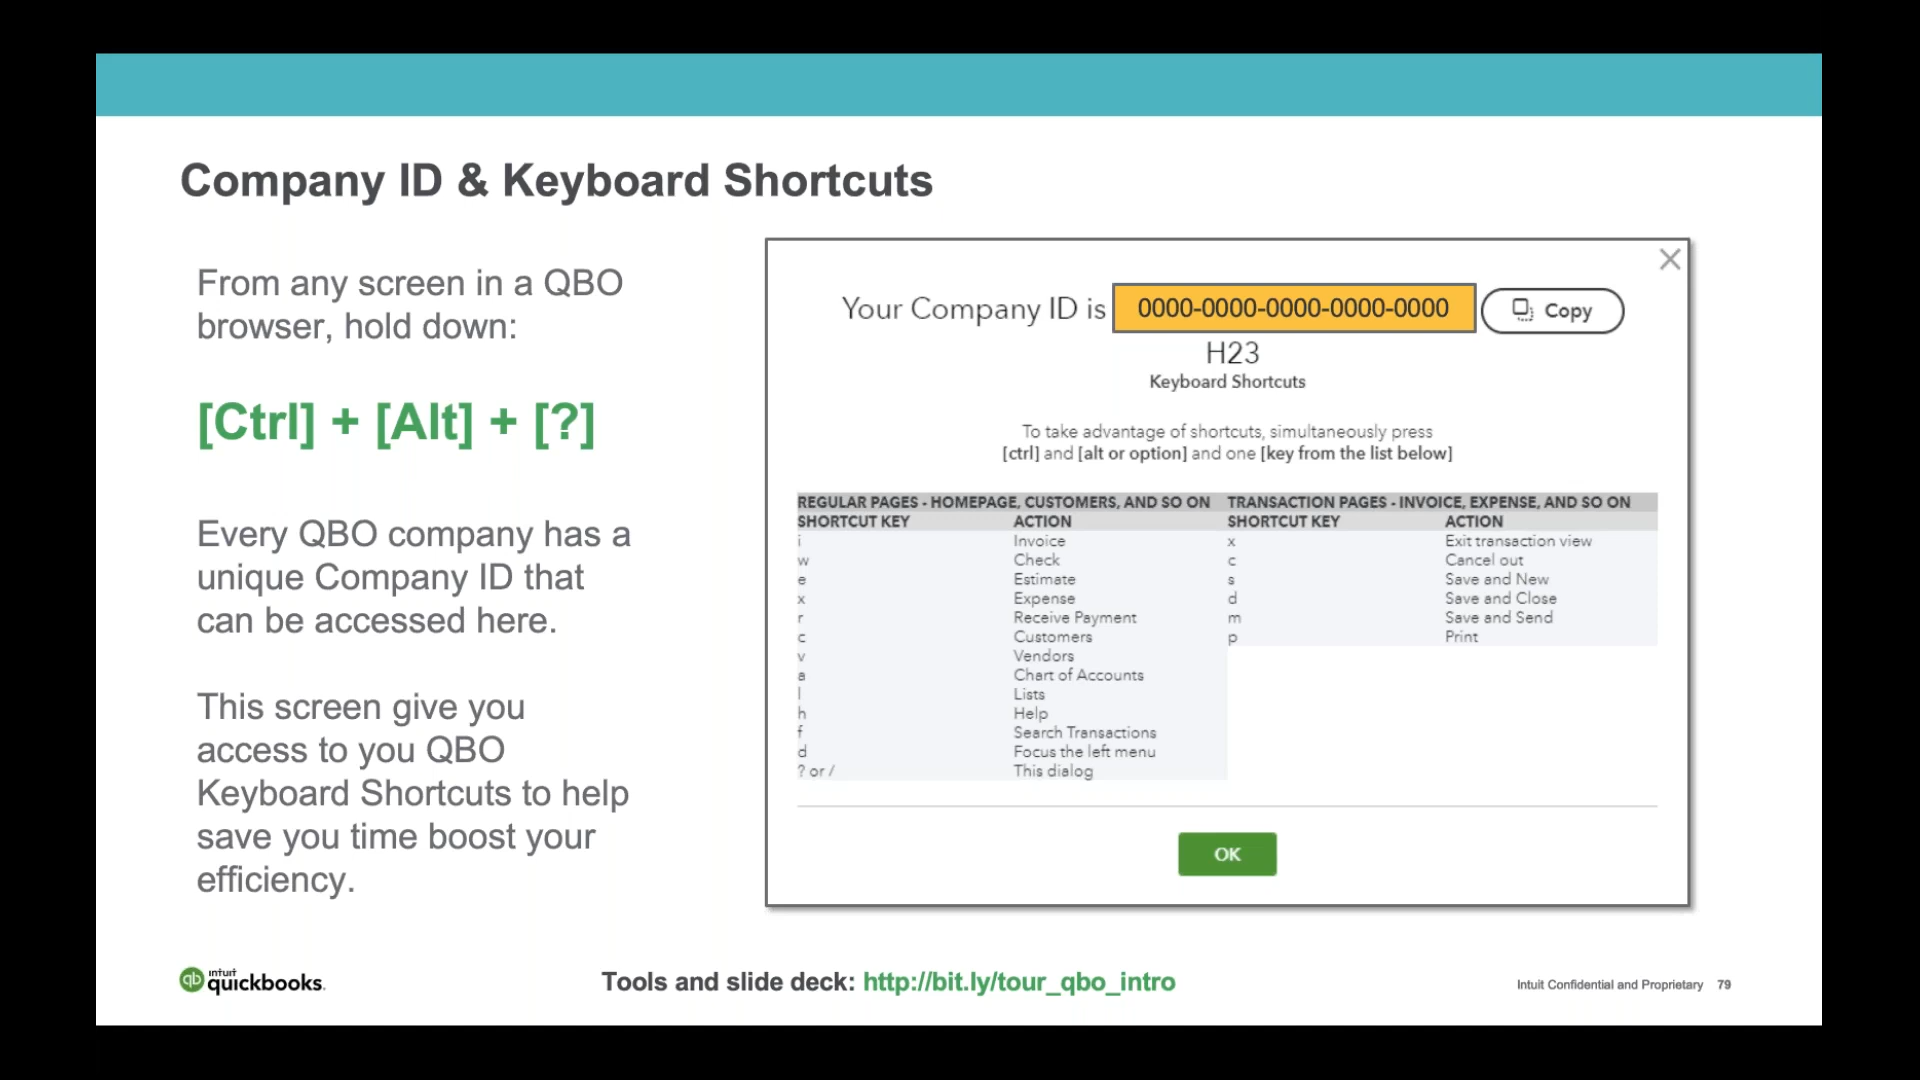 Company ID & Keyboard Shortcuts
From any screen in a QBO
browser, hold down:
[Ctrl] + [Alt] + [?]
Every QBO company has a
unique Company ID that
can be accessed here.
This screen give you
access to you QBO
Keyboard Shortcuts to help
save you time boost your
efficiency.
Your Company ID is 0000-0000-0000-0000-0000 Copy
H23
Keyboard Shortcuts
To take advantage of shortcuts, simultaneously press
[ctrl] and [alt or option] and one [key from the list below]
REGULAR PAGES - HOMEPAGE, CUSTOMERS, AND SO ON TRANSACTION PAGES - INVOICE, EXPENSE, AND SO ON
SHORTCUT KEY ACTION SHORTCUT KEY ACTION
i Invoice x Exit transaction view
w Check c Cancel out
e Estimate s Save and New
x Expense d Save and Close
r Receive Payment m Save and Send
c Customers p Print
v Vendors
a Chart of Accounts
l Lists
h Help
f Search Transactions
d Focus the left menu
? or / This dialog
OK
qb intuit quickbooks.
Tools and slide deck: http://bit.ly/tour_qbo_intro
Intuit Confidential and Proprietary 79